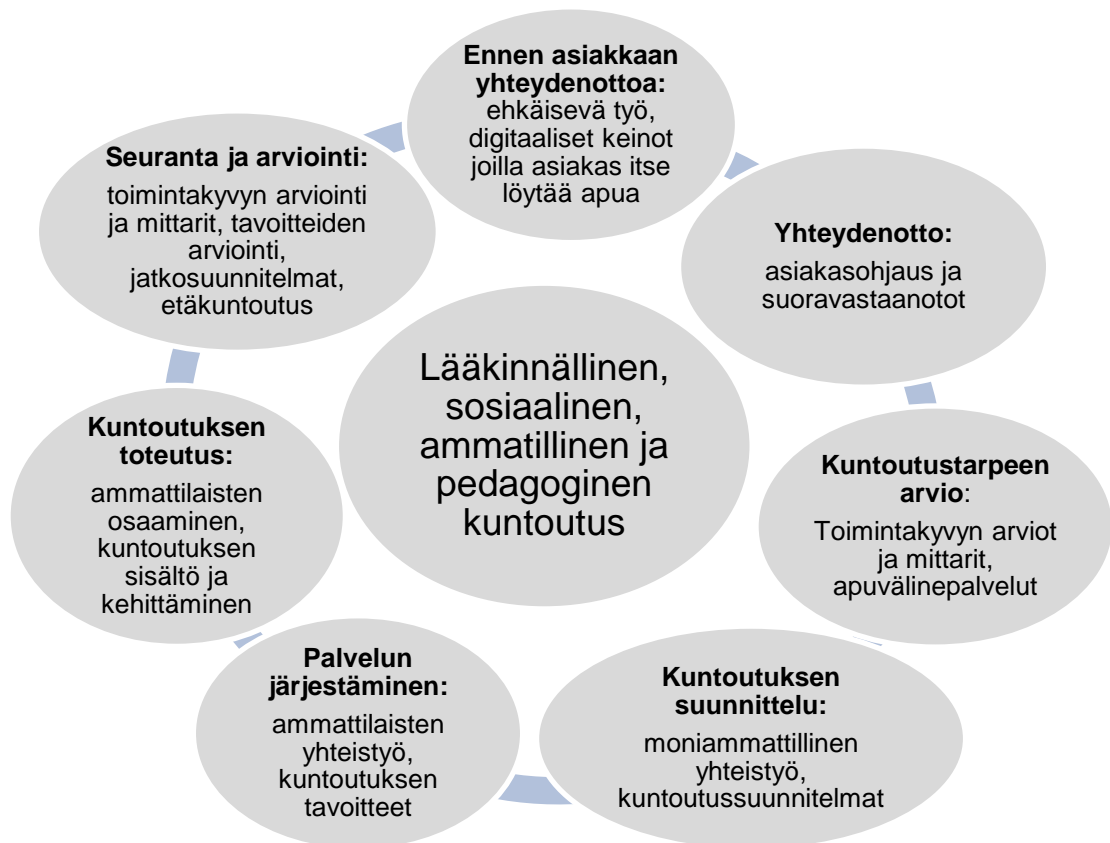 Ennen asiakkaan
yhteydenottoa:
ehkäisevä työ,
digitaaliset keinot
joilla asiakas itse
löytää apua
Yhteydenotto:
asiakasohjaus ja
suoravastaanotot
Kuntoutustarpeen
arvio:
Toimintakyvyn arviot
ja mittarit,
apuvälinepalvelut
Kuntoutuksen
suunnittelu:
moniammattillinen
yhteistyö,
kuntoutussuunnitelmat
Palvelun
järjestäminen:
ammattilaisten
yhteistyö,
kuntoutuksen
tavoitteet
Kuntoutuksen
toteutus:
ammattilaisten
osaaminen,
kuntoutuksen
sisältö ja
kehittäminen
Seuranta ja arviointi:
toimintakyvyn arviointi
ja mittarit, tavoitteiden
arviointi,
jatkosuunnitelmat,
etäkuntoutus
Lääkinnällinen,
sosiaalinen,
ammatillinen ja
pedagoginen
kuntoutus